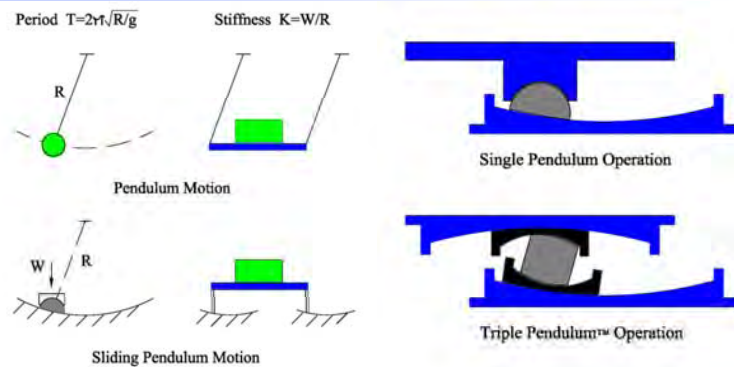 Period T=2π√R/g
Stiffness K=W/R
R
Pendulum Motion
W
R
Sliding Pendulum Motion
Single Pendulum Operation
Triple Pendulum™ Operation